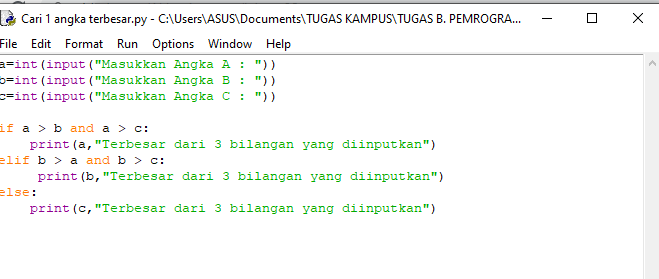 Cari 1 angka terbesar.py - C:\Users\ASUS\Documents\TUGAS KAMPUS\TUGAS B. PEMROGRA...
File Edit Format Run Options Window Help
a=int(input("Masukkan Angka A : "))
b=int(input("Masukkan Angka B : "))
c=int(input("Masukkan Angka C : "))
if a > b and a > c:
    print(a,"Terbesar dari 3 bilangan yang diinputkan")
elif b > a and b > c:
     print(b,"Terbesar dari 3 bilangan yang diinputkan")
else:
    print(c,"Terbesar dari 3 bilangan yang diinputkan")